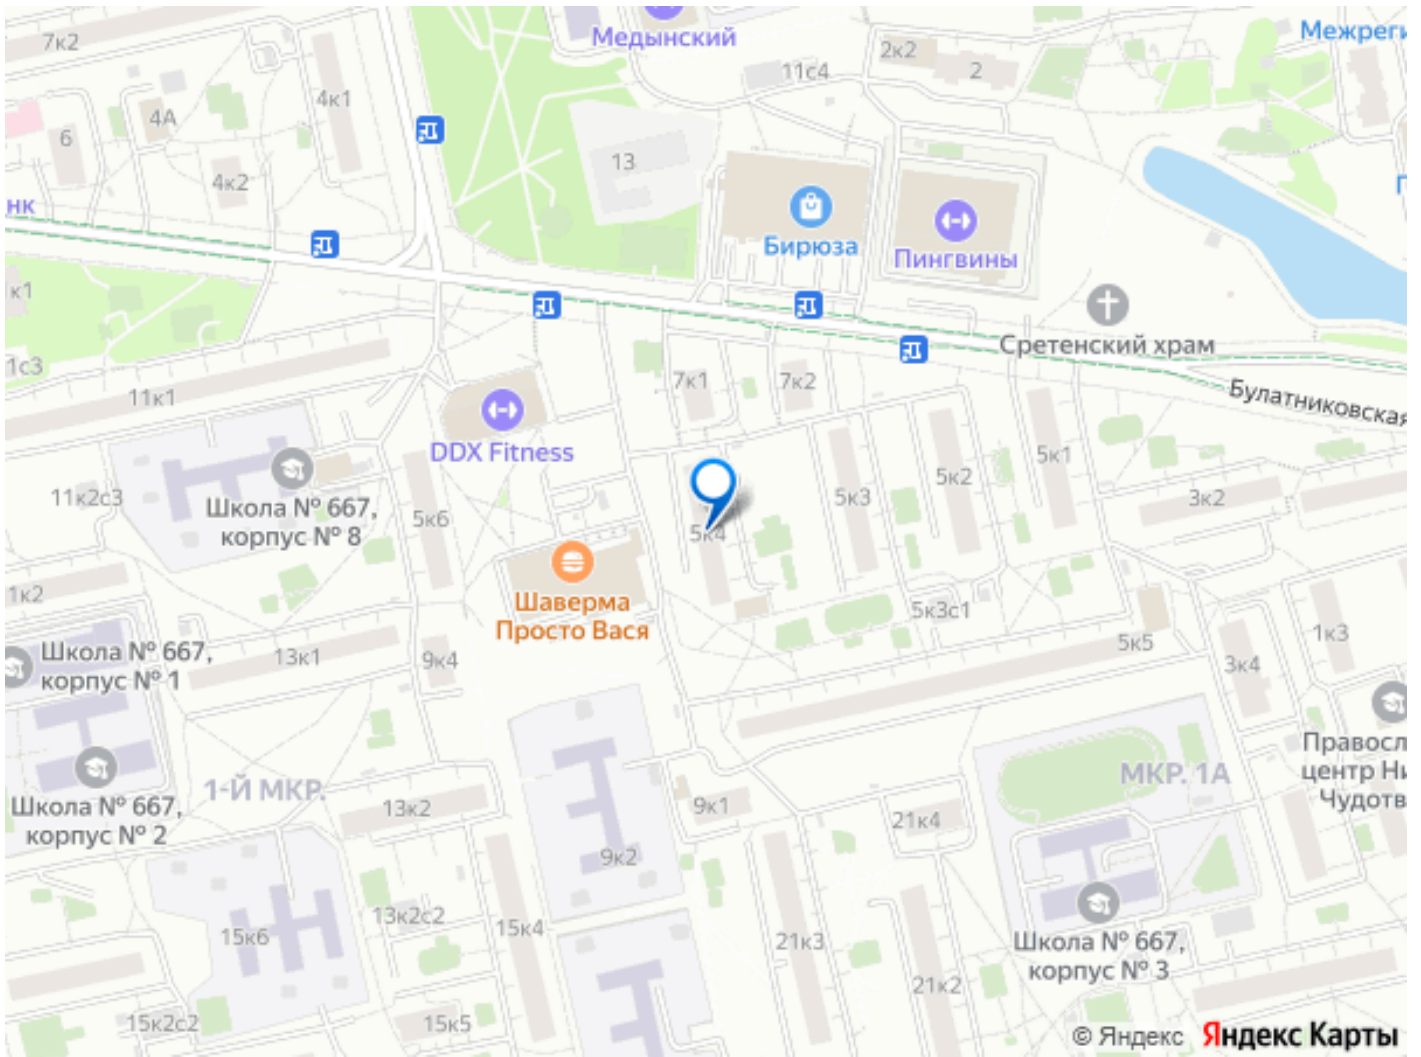 7к2
Медынский
2к2
Межреги
11с4
2
4А
4к1
6
4к2
13
нк
Бирюза
Пингвины
к1
Сретенский храм
1с3
11к1
7к1
7к2
Булатниковская
DDX Fitness
11к2с3
Школа № 667,
корпус № 8
5к6
5к4
5к3
5к2
5к1
3к2
1к2
Шаверма
Просто Вася
5к3с1
5к5
1к3
Школа № 667,
корпус № 1
13к1
9к4
3к4
1-Й МКР.
МКР. 1А
Правосл
центр Ни
Чудотв
Школа № 667,
корпус № 2
13к2
9к1
21к4
9к2
13к2с2
15к6
15к4
21к3
Школа № 667,
корпус № 3
21к2
15к2с2
15к5
© Яндекс Яндекс Карты